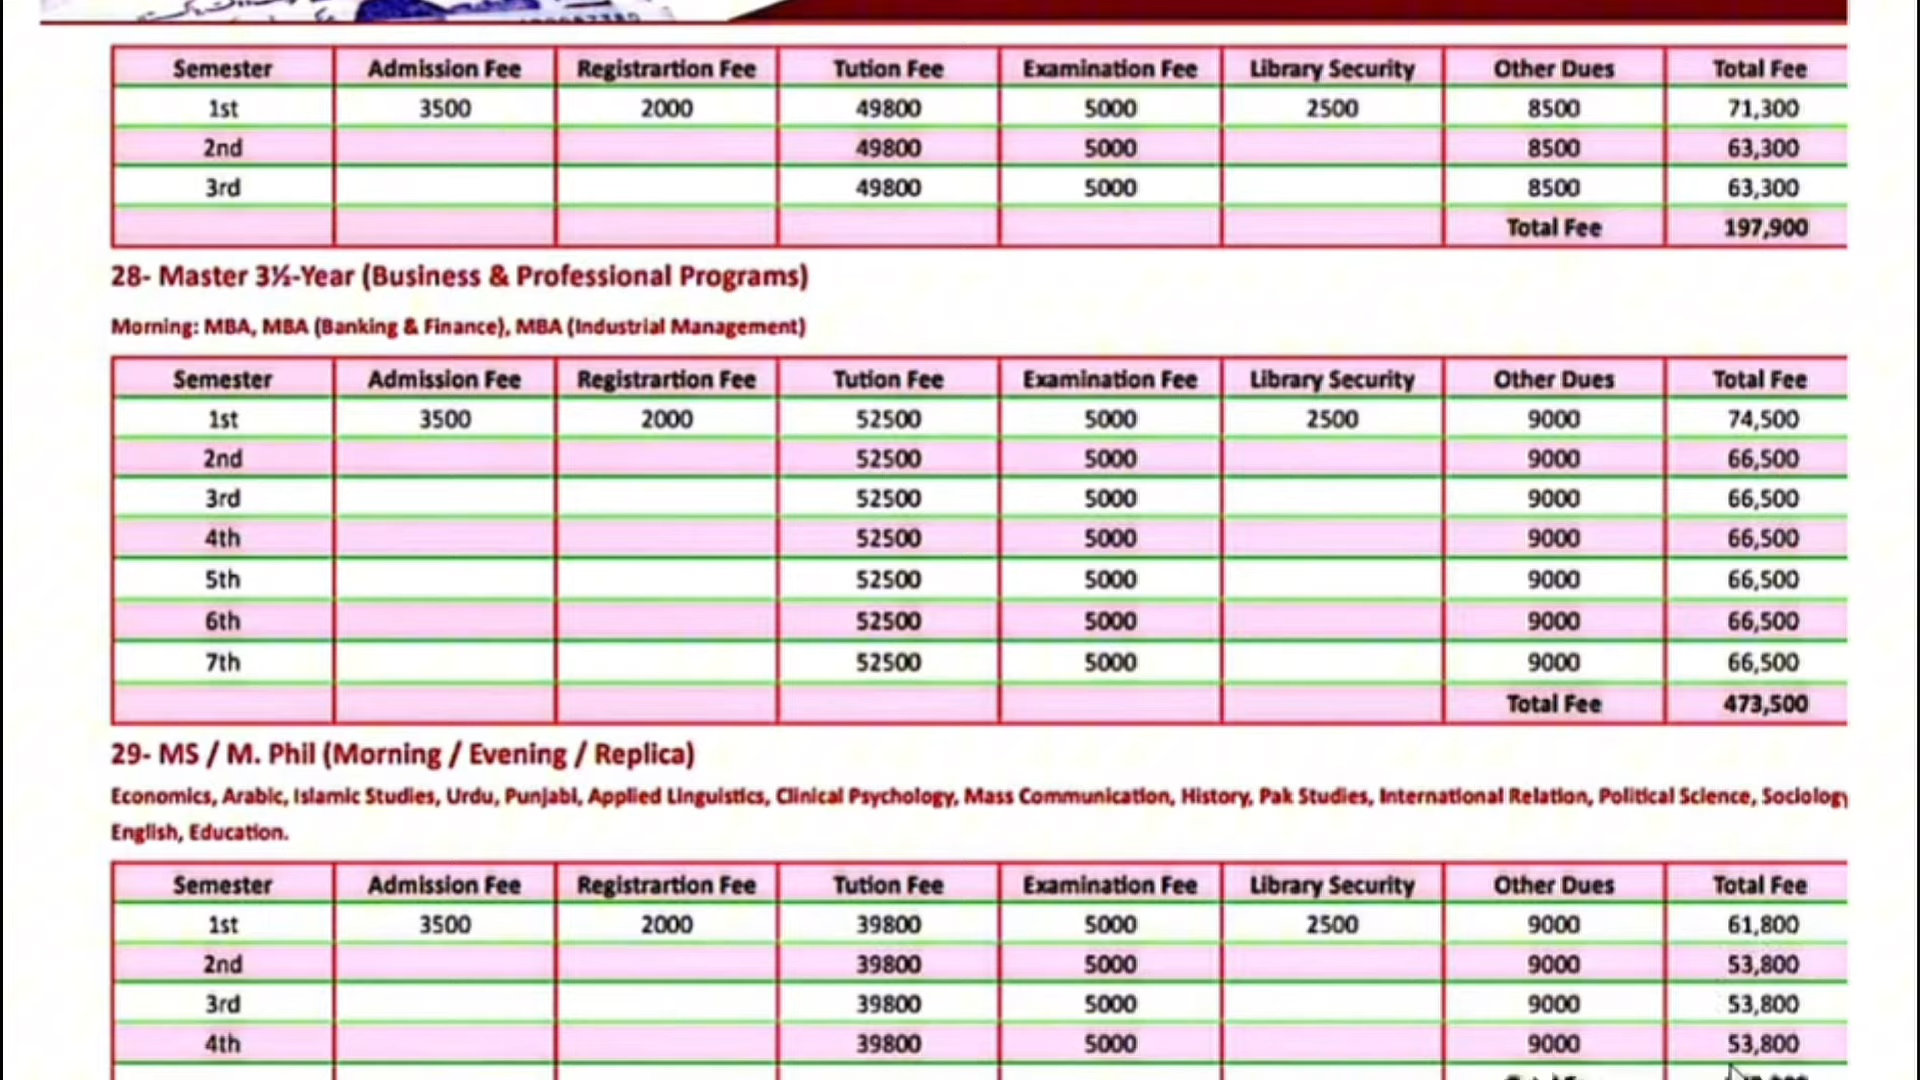 Semester Admission Fee Registrartion Fee Tution Fee Examination Fee Library Security Other Dues Total Fee
1st 3500 2000 49800 5000 2500 8500 71,300
2nd 49800 5000 8500 63,300
3rd 49800 5000 8500 63,300
Total Fee 197,900
28- Master 3½-Year (Business & Professional Programs)
Morning: MBA, MBA (Banking & Finance), MBA (Industrial Management)
Semester Admission Fee Registrartion Fee Tution Fee Examination Fee Library Security Other Dues Total Fee
1st 3500 2000 52500 5000 2500 9000 74,500
2nd 52500 5000 9000 66,500
3rd 52500 5000 9000 66,500
4th 52500 5000 9000 66,500
5th 52500 5000 9000 66,500
6th 52500 5000 9000 66,500
7th 52500 5000 9000 66,500
Total Fee 473,500
29- MS / M. Phil (Morning / Evening / Replica)
Economics, Arabic, Islamic Studies, Urdu, Punjabi, Applied Linguistics, Clinical Psychology, Mass Communication, History, Pak Studies, International Relation, Political Science, Sociology
English, Education.
Semester Admission Fee Registrartion Fee Tution Fee Examination Fee Library Security Other Dues Total Fee
1st 3500 2000 39800 5000 2500 9000 61,800
2nd 39800 5000 9000 53,800
3rd 39800 5000 9000 53,800
4th 39800 5000 9000 53,800